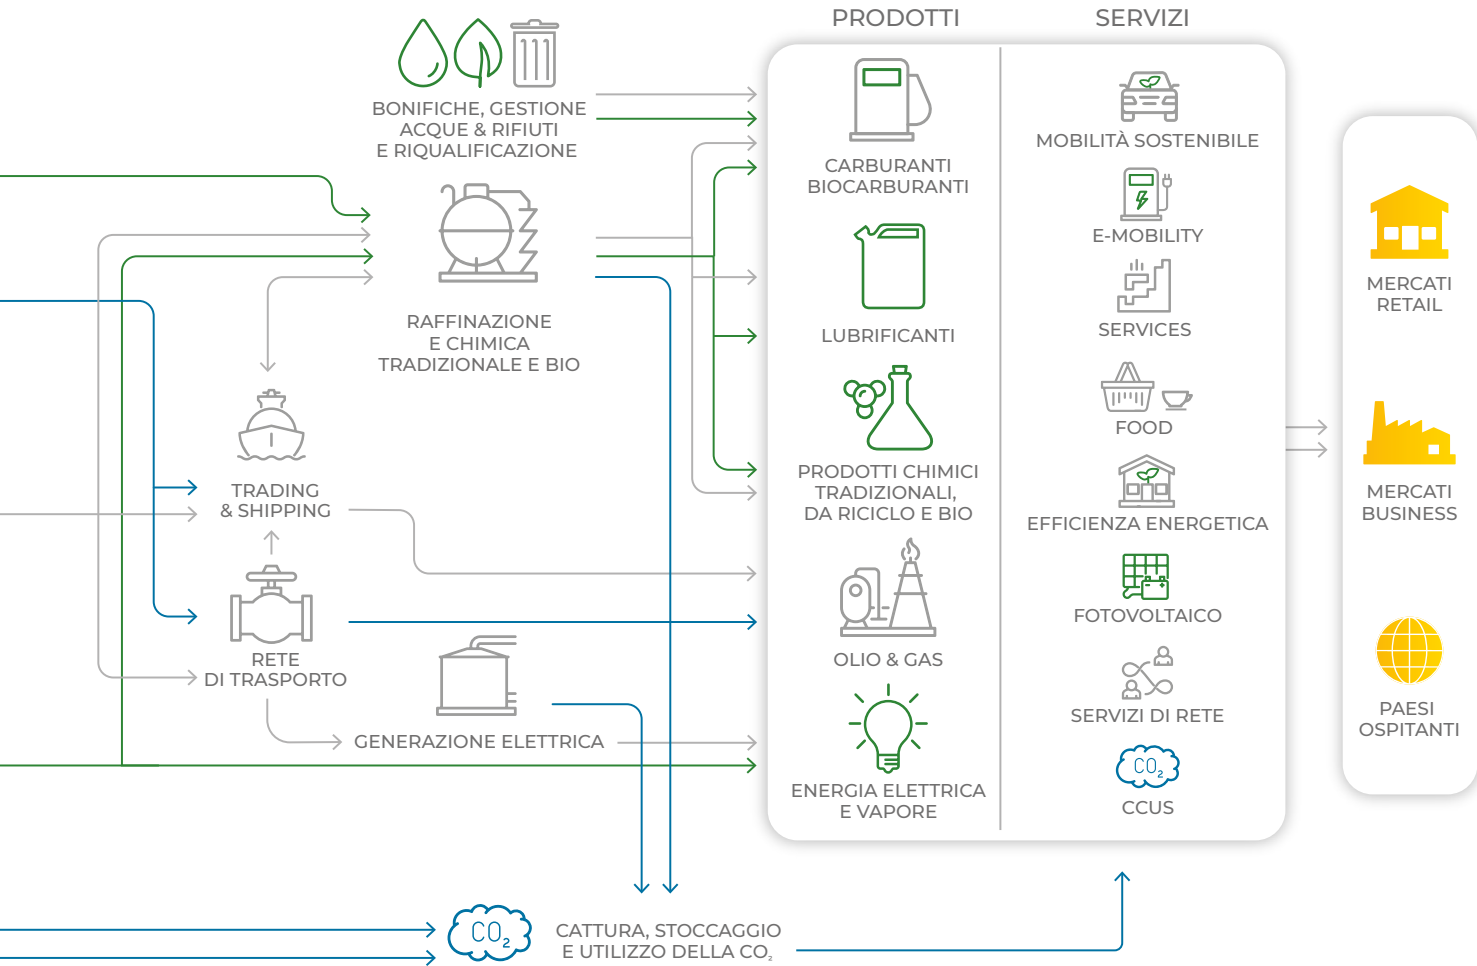 PRODOTTI
SERVIZI
BONIFICHE, GESTIONE
ACQUE & RIFIUTI
E RIQUALIFICAZIONE
RAFFINAZIONE
E CHIMICA
TRADIZIONALE E BIO
TRADING
& SHIPPING
RETE
DI TRASPORTO
GENERAZIONE ELETTRICA
CO₂
CATTURA, STOCCAGGIO
E UTILIZZO DELLA CO₂
CARBURANTI
BIOCARBURANTI
LUBRIFICANTI
PRODOTTI CHIMICI
TRADIZIONALI,
DA RICICLO E BIO
OLIO & GAS
ENERGIA ELETTRICA
E VAPORE
MOBILITÀ SOSTENIBILE
E-MOBILITY
SERVICES
FOOD
EFFICIENZA ENERGETICA
FOTOVOLTAICO
SERVIZI DI RETE
CO₂
CCUS
MERCATI
RETAIL
MERCATI
BUSINESS
PAESI
OSPITANTI